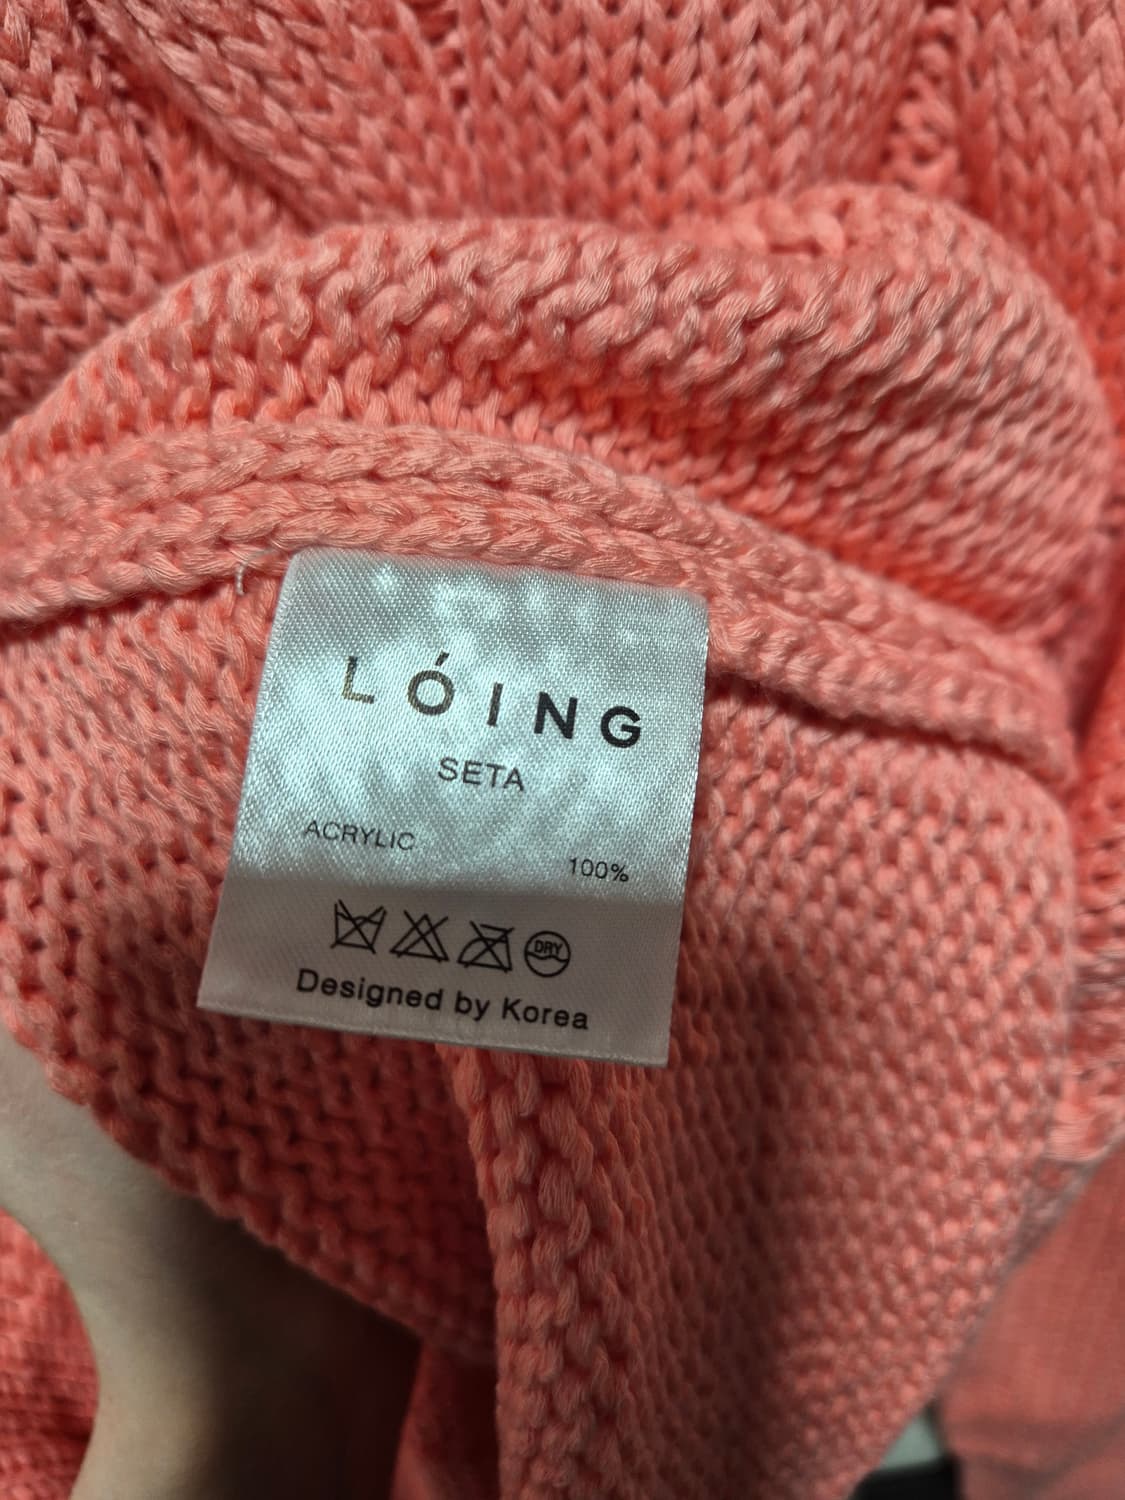 LÓING
SETA
ACRYLIC 100%
DRY
Designed by Korea